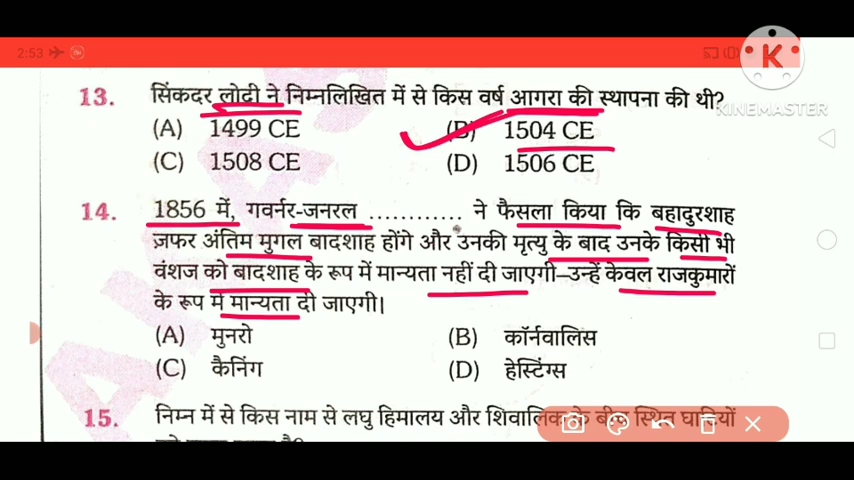 2:53
K
KINEMASTER
13. सिंकदर लोदी ने निम्नलिखित में से किस वर्ष आगरा की स्थापना की थी?
(A) 1499 CE (B) 1504 CE
(C) 1508 CE (D) 1506 CE
14. 1856 में, गवर्नर-जनरल ............ ने फैसला किया कि बहादुरशाह
ज़फर अंतिम मुगल बादशाह होंगे और उनकी मृत्यु के बाद उनके किसी भी
वंशज को बादशाह के रूप में मान्यता नहीं दी जाएगी–उन्हें केवल राजकुमारों
के रूप में मान्यता दी जाएगी।
(A) मुनरो (B) कॉर्नवालिस
(C) कैनिंग (D) हेस्टिंग्स
15. निम्न में से किस नाम से लघु हिमालय और शिवालिक के बीच स्थित घाटियों